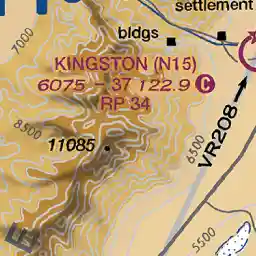 settlement
bldgs
7000
KINGSTON (N15)
6075 - 37 122.9 C
RP 34
8500
11085
6500
VR208
5500